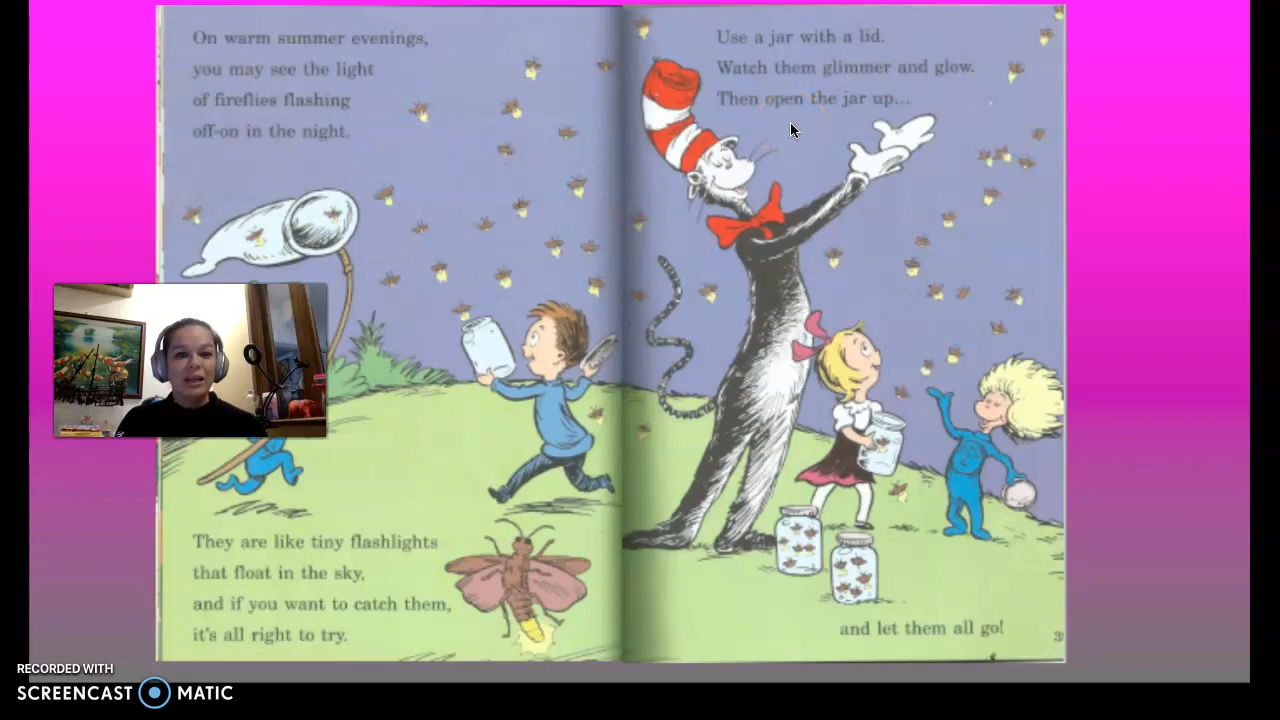 On warm summer evenings,
you may see the light
of fireflies flashing
off-on in the night.
They are like tiny flashlights
that float in the sky,
and if you want to catch them,
it's all right to try.
Use a jar with a lid.
Watch them glimmer and glow.
Then open the jar up...
and let them all go!
RECORDED WITH
SCREENCAST MATIC